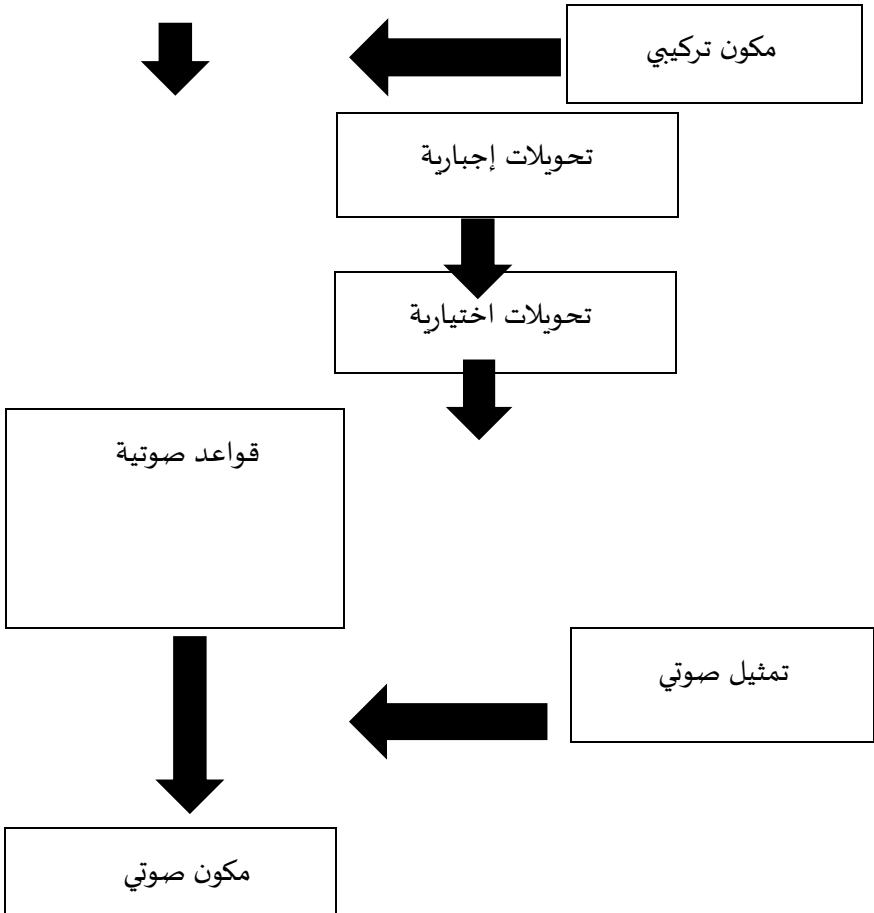 مكون تركيبي
تحويلات إجبارية
تحويلات اختيارية
قواعد صوتية
تمثيل صوتي
مكون صوتي